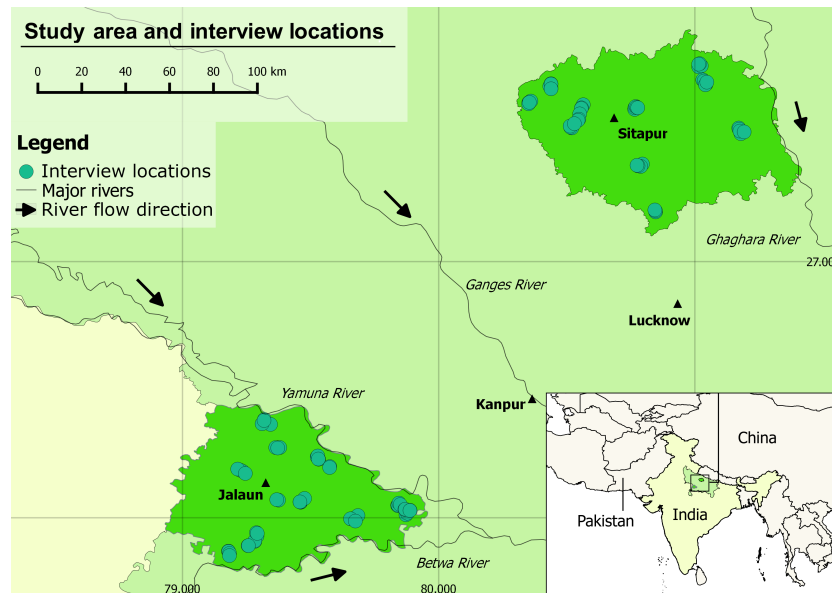 Study area and interview locations
0 20 40 60 80 100 km
Legend
Interview locations
Major rivers
River flow direction
Sitapur
Ghaghara River
27.00
Ganges River
Lucknow
Yamuna River
Kanpur
China
Jalaun
Pakistan
India
Betwa River
79.000
80.000